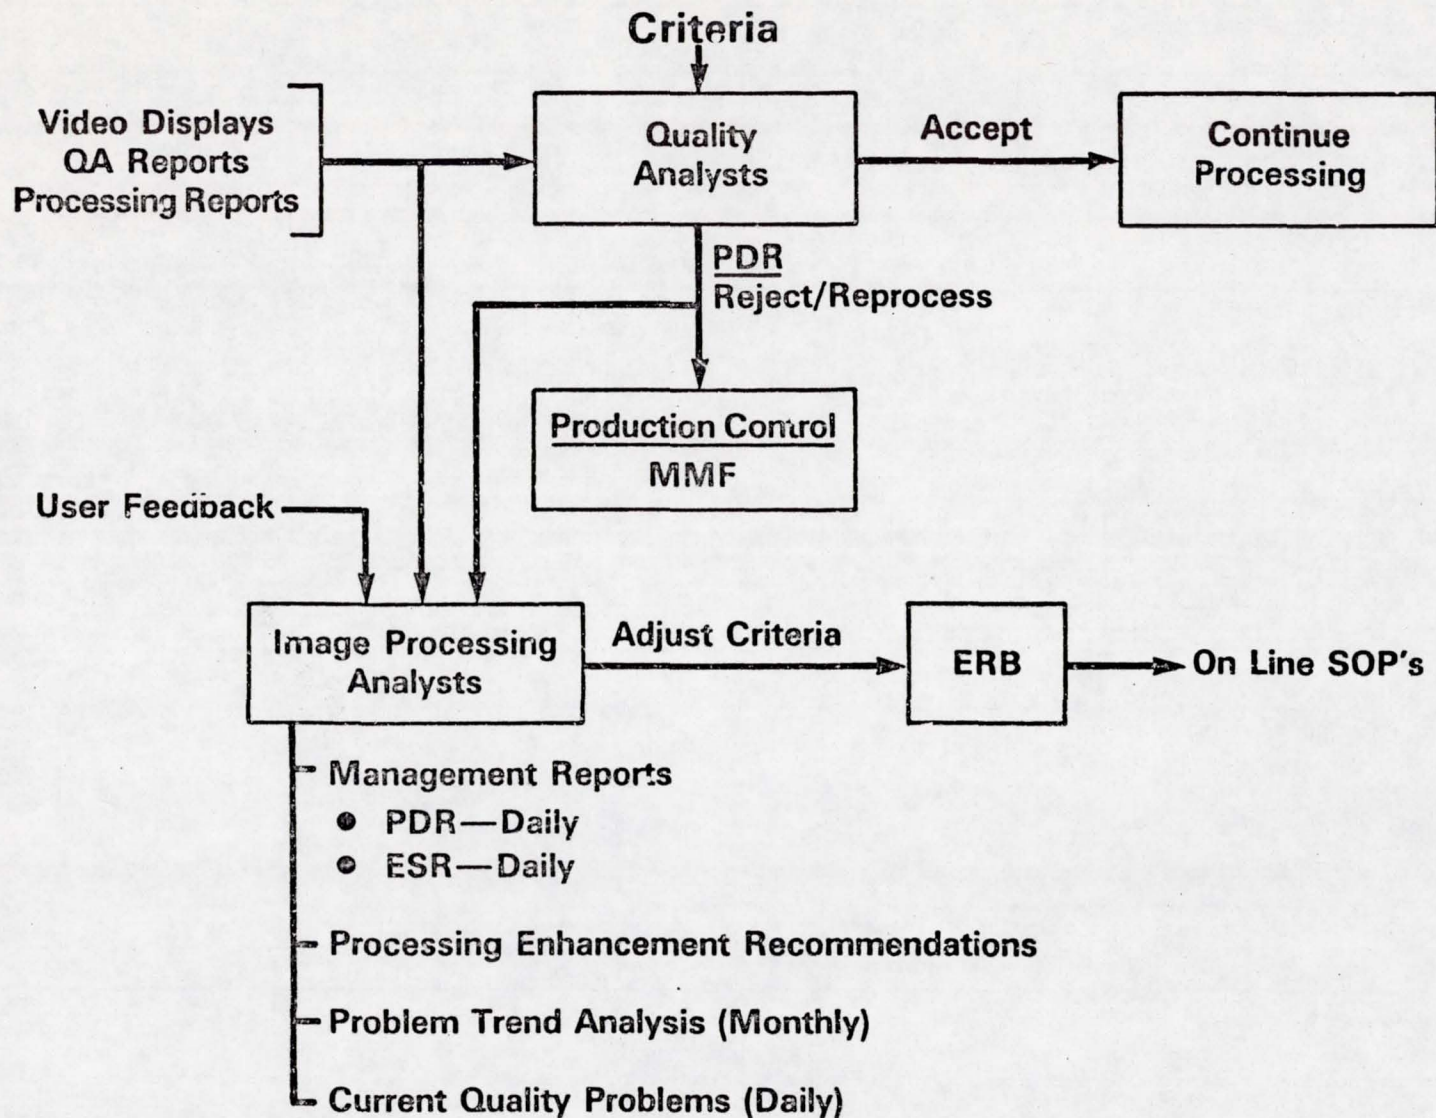 Criteria
Video Displays
QA Reports
Processing Reports
Quality
Analysts
Accept
Continue
Processing
PDR
Reject/Reprocess
Production Control
MMF
User Feedback
Image Processing
Analysts
Adjust Criteria
ERB
On Line SOP's
Management Reports
● PDR—Daily
● ESR—Daily
Processing Enhancement Recommendations
Problem Trend Analysis (Monthly)
Current Quality Problems (Daily)